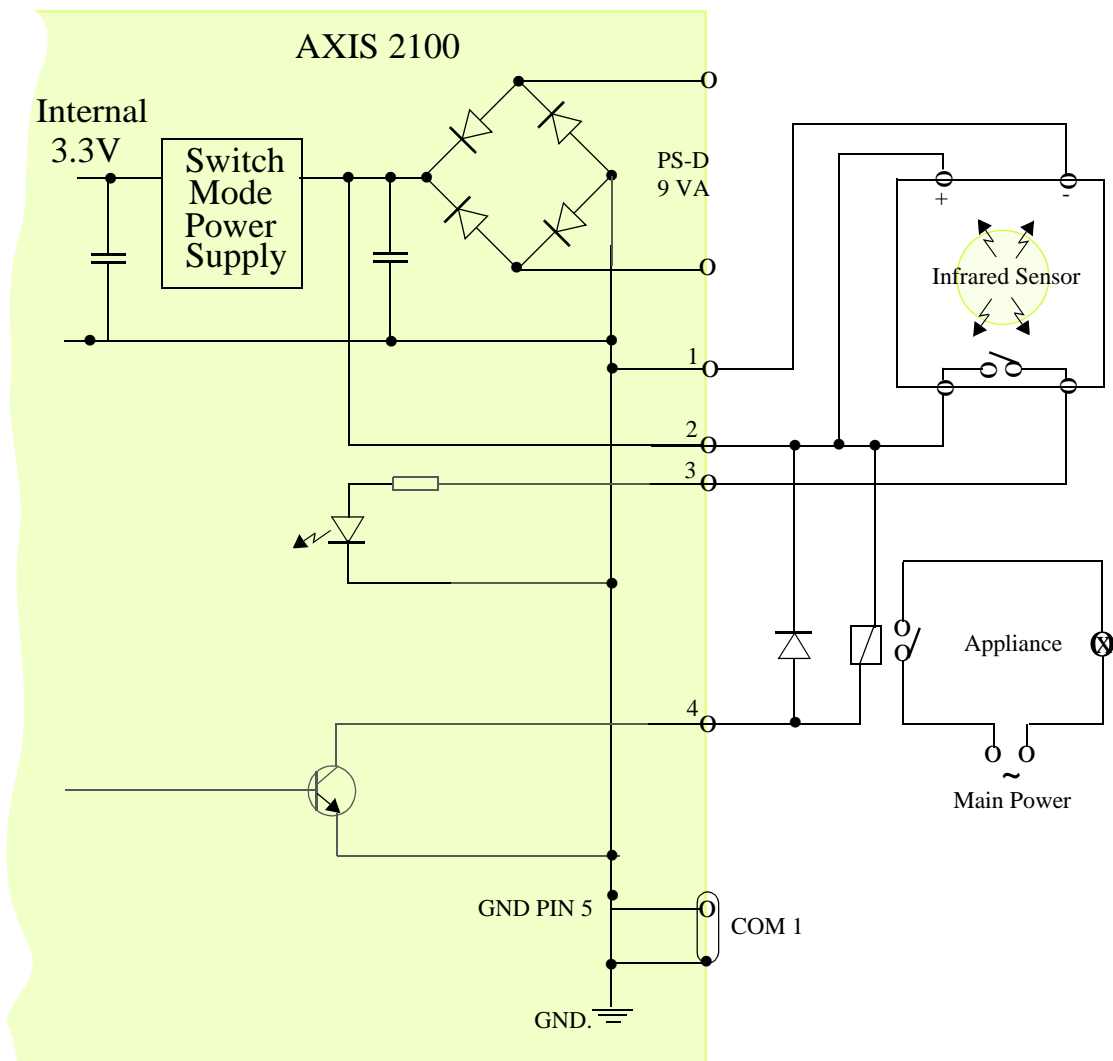 AXIS 2100
Internal
3.3V
Switch
Mode
Power
Supply
PS-D
9 VA
+
-
Infrared Sensor
1
2
3
Appliance
X
4
~
Main Power
GND PIN 5
COM 1
GND.